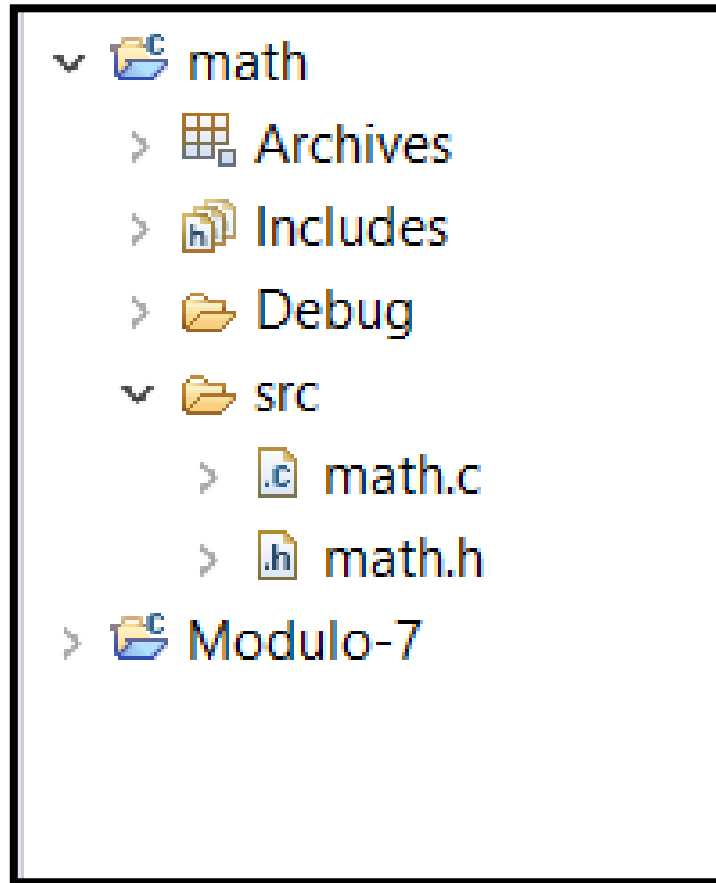 math
Archives
Includes
Debug
src
math.c
math.h
Modulo-7